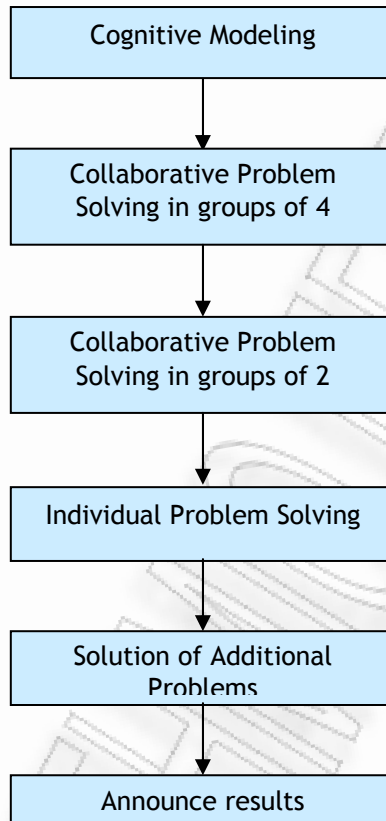 Cognitive Modeling
Collaborative Problem
Solving in groups of 4
Collaborative Problem
Solving in groups of 2
Individual Problem Solving
Solution of Additional
Problems
Announce results